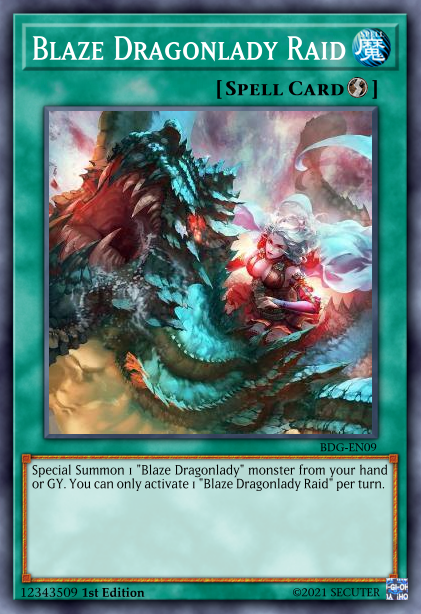 BLAZE DRAGONLADY RAID 魔
[SPELL CARD]
BDG-EN09
Special Summon 1 "Blaze Dragonlady" monster from your hand
or GY. You can only activate 1 "Blaze Dragonlady Raid" per turn.
12343509 1st Edition ©2021 SECUTER